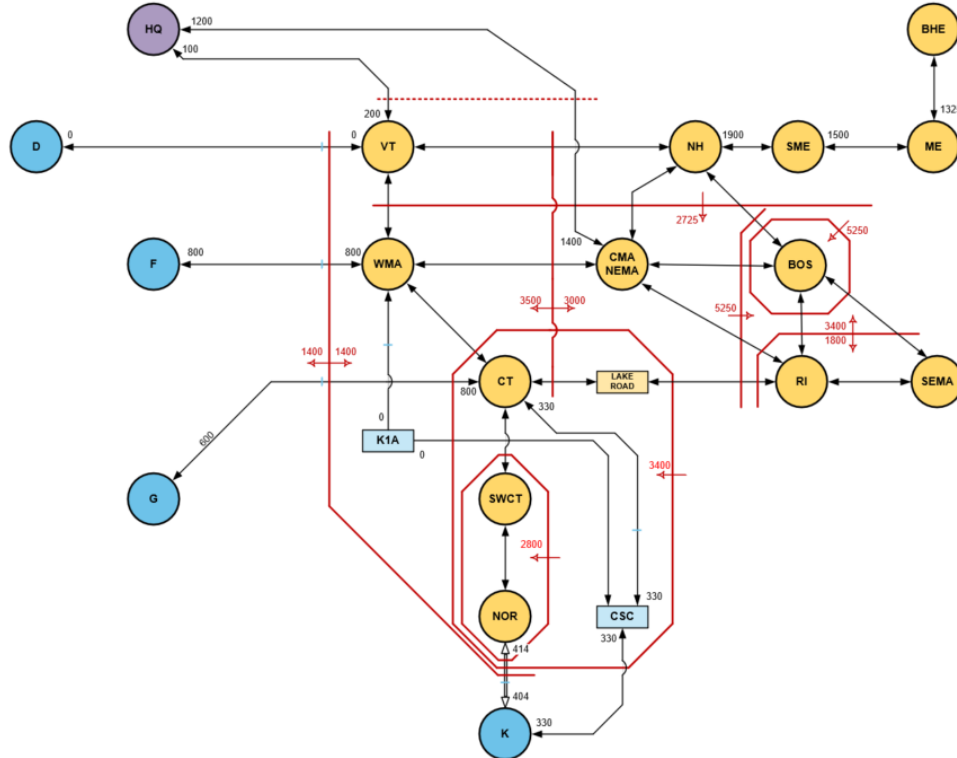 HQ
1200
BHE
100
200
1325
D
0
0
VT
NH
1900
SME
1500
ME
2725
5250
F
800
800
WMA
1400
CMA
NEMA
BOS
3500
3000
5250
3400
1800
1400
1400
CT
800
330
LAKE
ROAD
RI
SEMA
600
0
K1A
0
3400
G
SWCT
2800
330
NOR
CSC
330
414
404
K
330